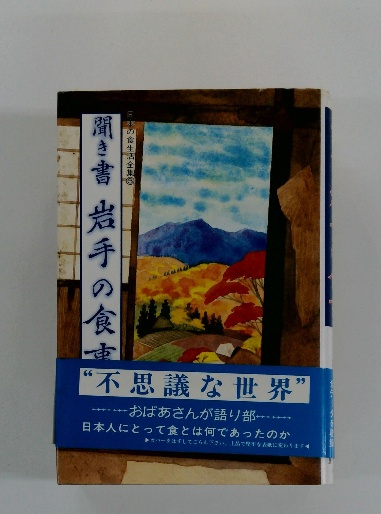 日本の食生活全集③
聞き書 岩手の食事
“不思議な世界”
おばあさんが語り部
日本人にとって食とは何であったのか